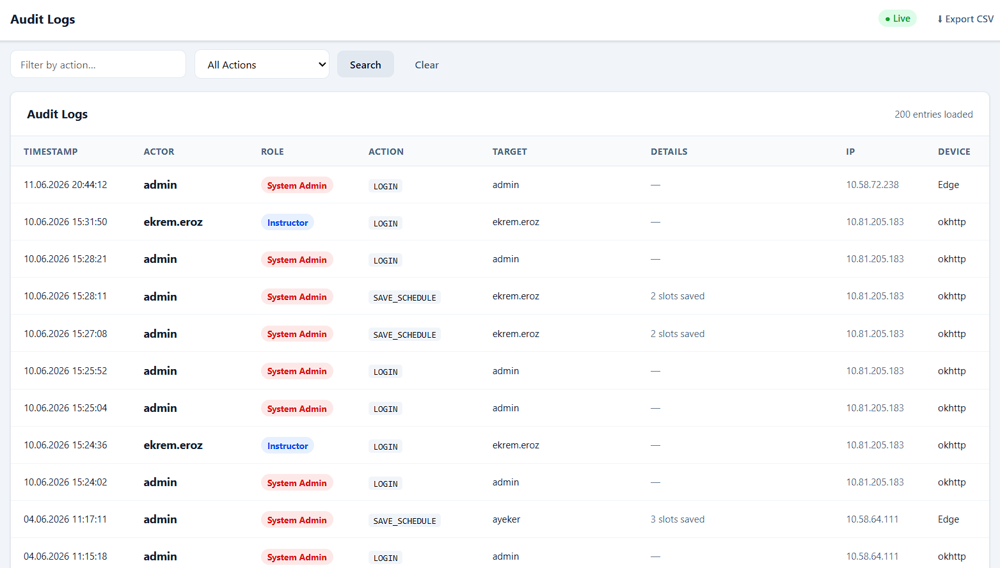 Audit Logs
● Live
⬇ Export CSV
Filter by action...
All Actions
Search
Clear
Audit Logs
200 entries loaded
TIMESTAMP ACTOR ROLE ACTION TARGET DETAILS IP DEVICE
11.06.2026 20:44:12 admin System Admin LOGIN admin — 10.58.72.238 Edge
10.06.2026 15:31:50 ekrem.eroz Instructor LOGIN ekrem.eroz — 10.81.205.183 okhttp
10.06.2026 15:28:21 admin System Admin LOGIN admin — 10.81.205.183 okhttp
10.06.2026 15:28:11 admin System Admin SAVE_SCHEDULE ekrem.eroz 2 slots saved 10.81.205.183 okhttp
10.06.2026 15:27:08 admin System Admin SAVE_SCHEDULE ekrem.eroz 2 slots saved 10.81.205.183 okhttp
10.06.2026 15:25:52 admin System Admin LOGIN admin — 10.81.205.183 okhttp
10.06.2026 15:25:04 admin System Admin LOGIN admin — 10.81.205.183 okhttp
10.06.2026 15:24:36 ekrem.eroz Instructor LOGIN ekrem.eroz — 10.81.205.183 okhttp
10.06.2026 15:24:02 admin System Admin LOGIN admin — 10.81.205.183 okhttp
04.06.2026 11:17:11 admin System Admin SAVE_SCHEDULE ayeker 3 slots saved 10.58.64.111 Edge
04.06.2026 11:15:18 admin System Admin LOGIN admin — 10.58.64.111 okhttp